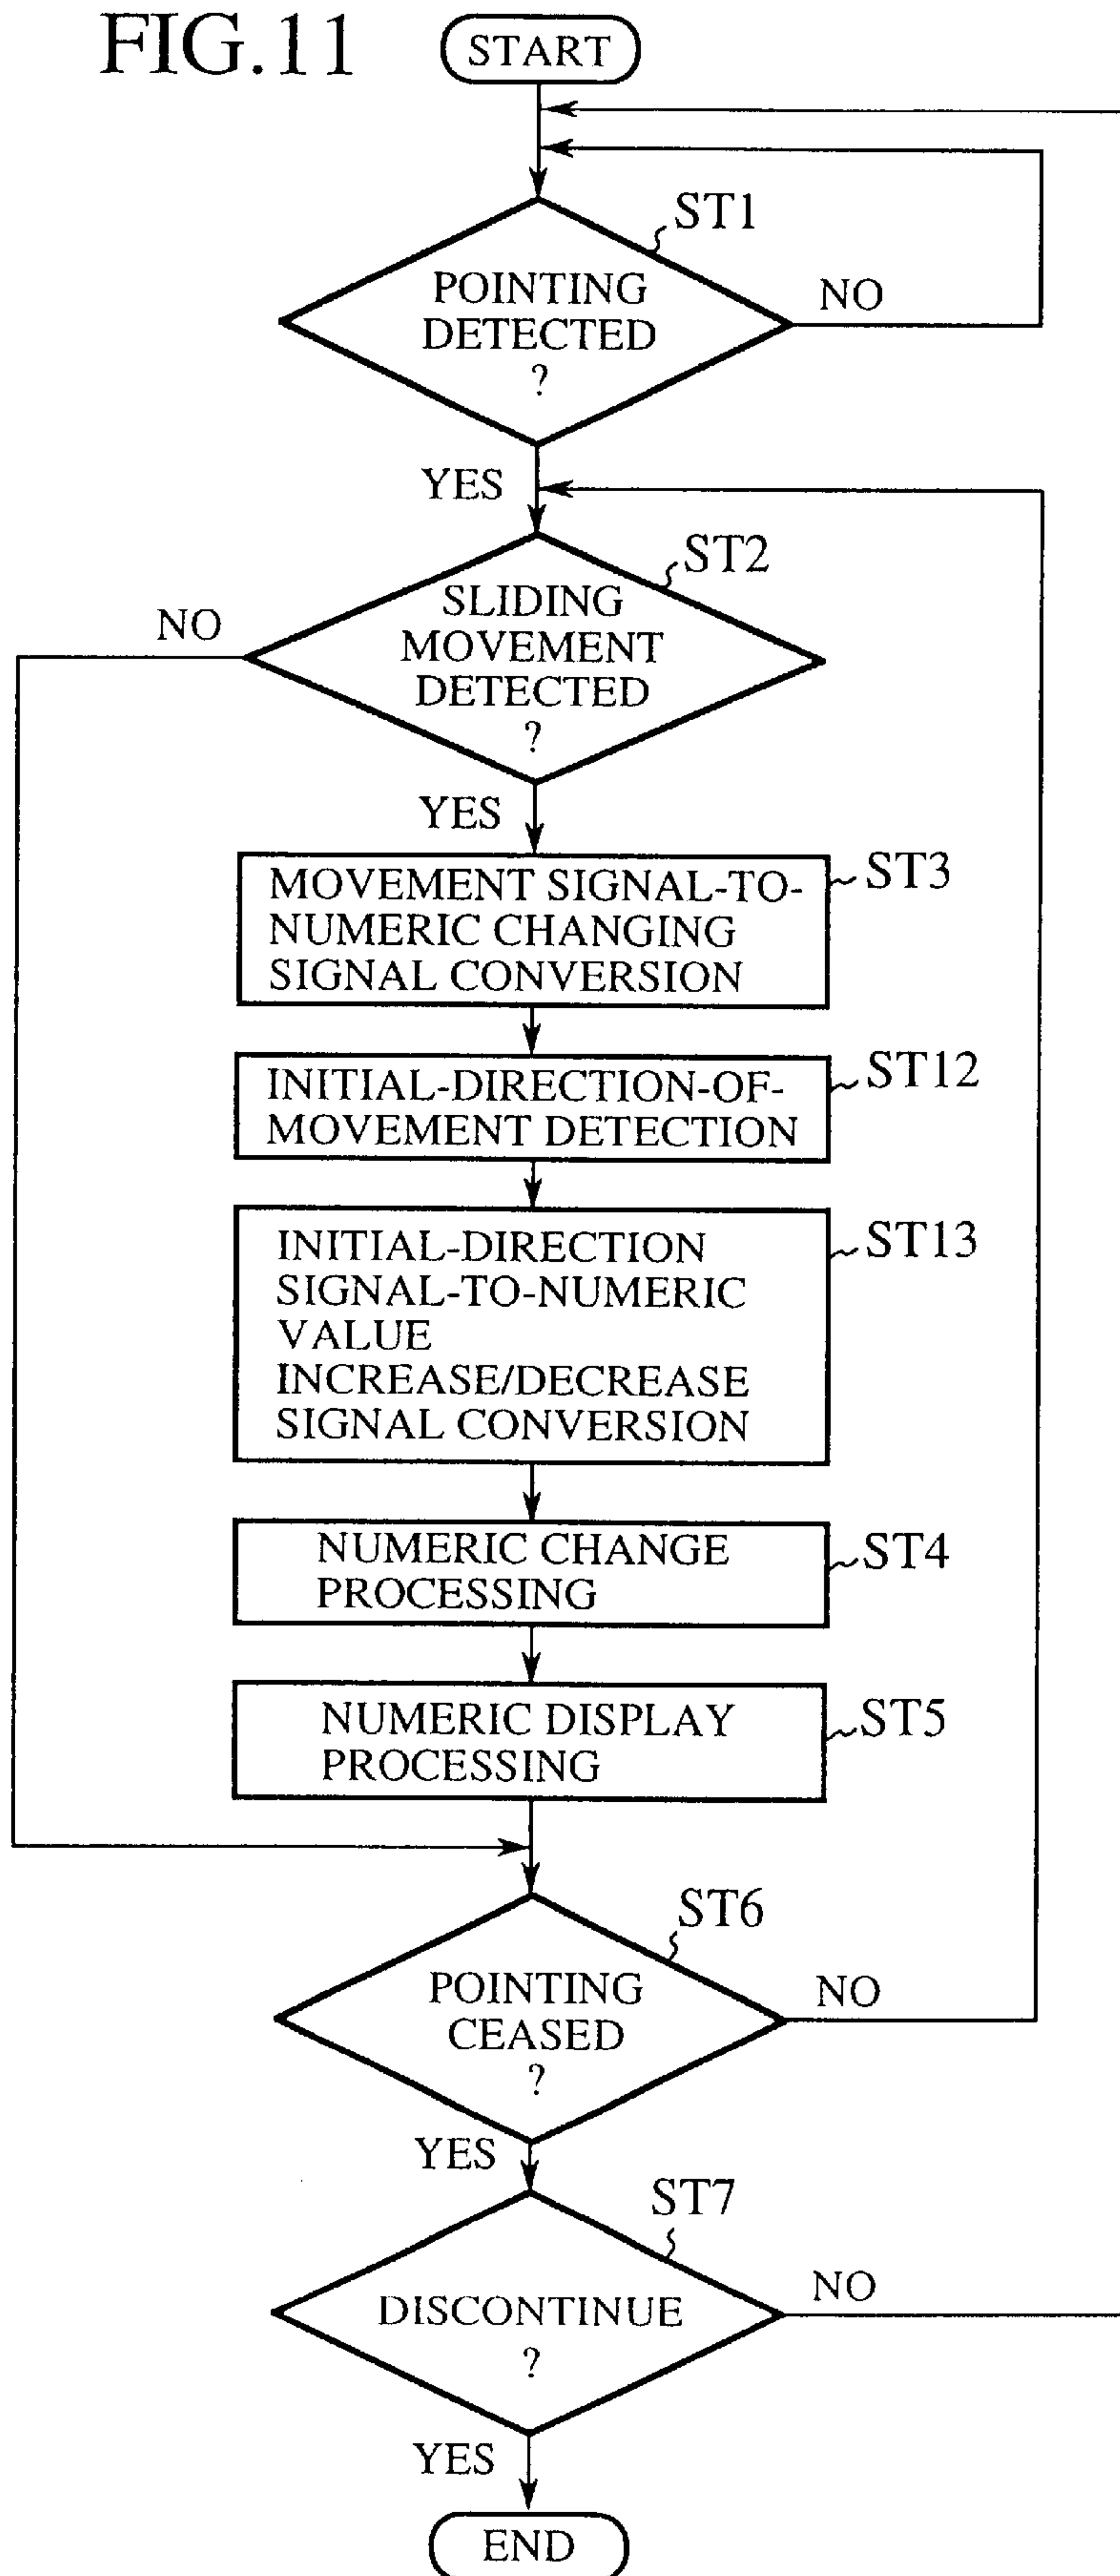 FIG.11
START
ST1
POINTING
DETECTED
?
NO
YES
ST2
SLIDING
MOVEMENT
DETECTED
?
NO
YES
MOVEMENT SIGNAL-TO-
NUMERIC CHANGING
SIGNAL CONVERSION
ST3
INITIAL-DIRECTION-OF-
MOVEMENT DETECTION
ST12
INITIAL-DIRECTION
SIGNAL-TO-NUMERIC
VALUE
INCREASE/DECREASE
SIGNAL CONVERSION
ST13
NUMERIC CHANGE
PROCESSING
ST4
NUMERIC DISPLAY
PROCESSING
ST5
ST6
POINTING
CEASED
?
NO
YES
ST7
DISCONTINUE
?
NO
YES
END